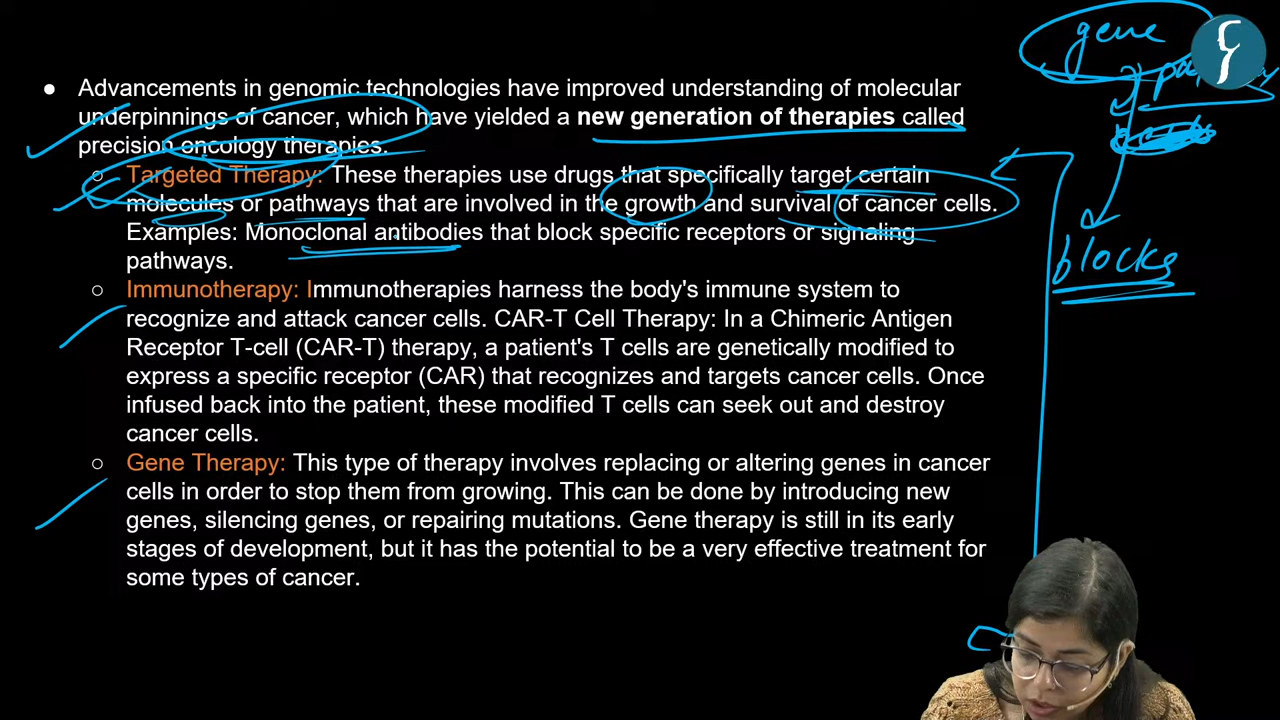 gene
● Advancements in genomic technologies have improved understanding of molecular
underpinnings of cancer, which have yielded a new generation of therapies called
precision oncology therapies.
○ Targeted Therapy: These therapies use drugs that specifically target certain
molecules or pathways that are involved in the growth and survival of cancer cells.
Examples: Monoclonal antibodies that block specific receptors or signaling
pathways.
blocks
○ Immunotherapy: Immunotherapies harness the body's immune system to
recognize and attack cancer cells. CAR-T Cell Therapy: In a Chimeric Antigen
Receptor T-cell (CAR-T) therapy, a patient's T cells are genetically modified to
express a specific receptor (CAR) that recognizes and targets cancer cells. Once
infused back into the patient, these modified T cells can seek out and destroy
cancer cells.
○ Gene Therapy: This type of therapy involves replacing or altering genes in cancer
cells in order to stop them from growing. This can be done by introducing new
genes, silencing genes, or repairing mutations. Gene therapy is still in its early
stages of development, but it has the potential to be a very effective treatment for
some types of cancer.